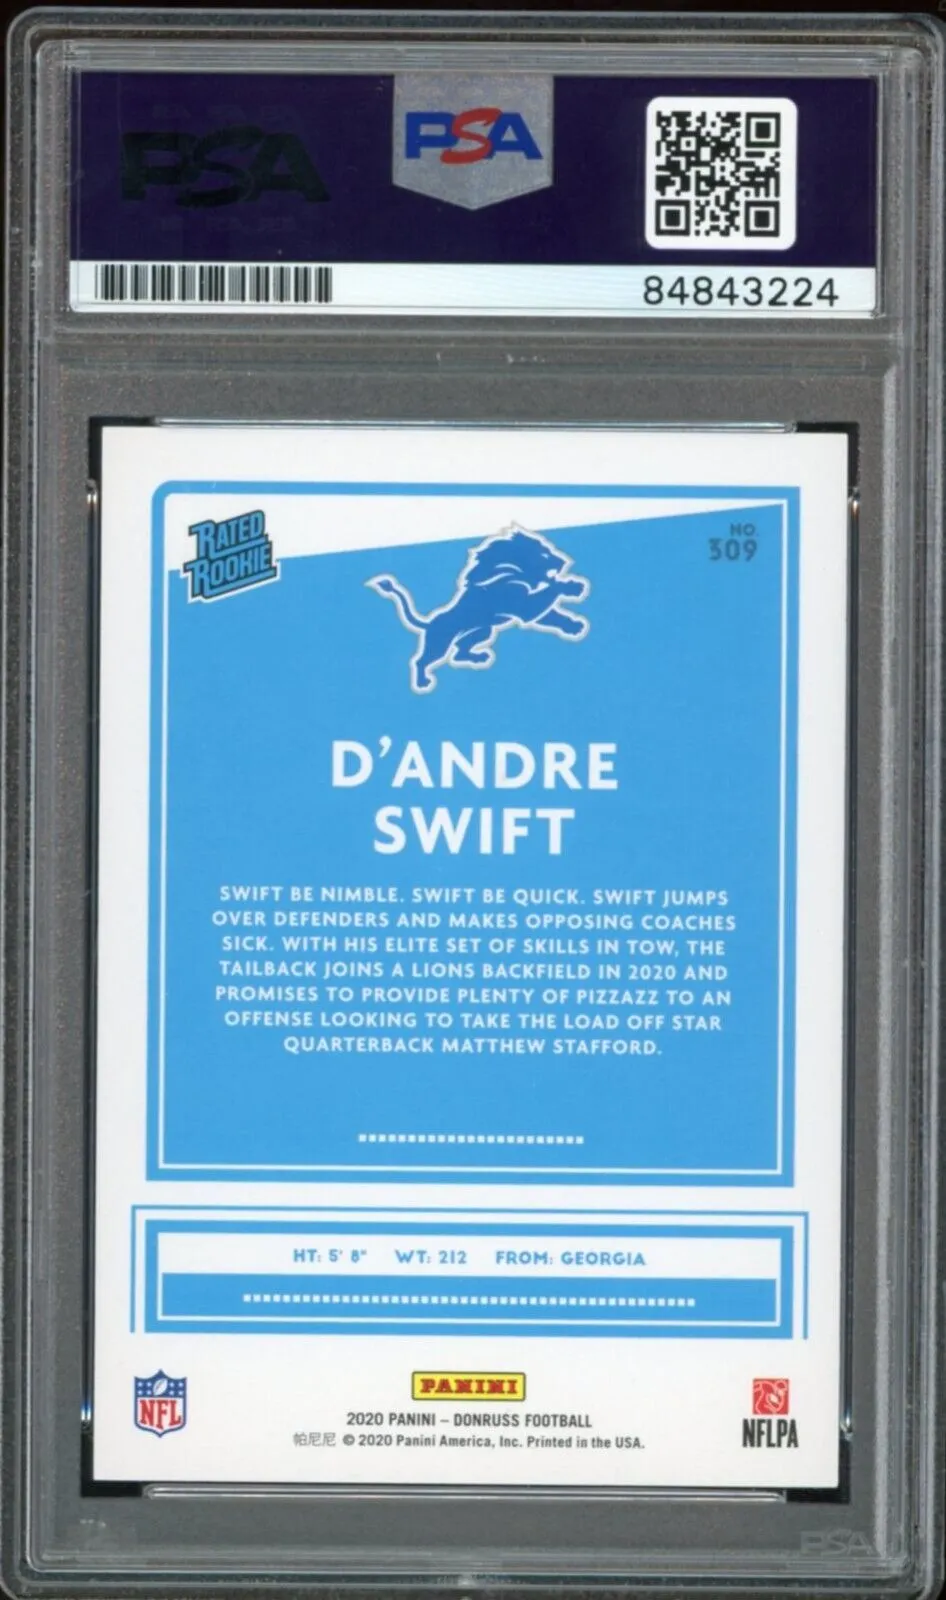 PSA
PSA
84843224
RATED
ROOKIE
NO.
309
D'ANDRE
SWIFT
SWIFT BE NIMBLE. SWIFT BE QUICK. SWIFT JUMPS
OVER DEFENDERS AND MAKES OPPOSING COACHES
SICK. WITH HIS ELITE SET OF SKILLS IN TOW, THE
TAILBACK JOINS A LIONS BACKFIELD IN 2020 AND
PROMISES TO PROVIDE PLENTY OF PIZZAZZ TO AN
OFFENSE LOOKING TO TAKE THE LOAD OFF STAR
QUARTERBACK MATTHEW STAFFORD.
HT: 5' 8" WT: 212 FROM: GEORGIA
NFL
PANINI
2020 PANINI – DONRUSS FOOTBALL
帕尼尼 © 2020 Panini America, Inc. Printed in the USA.
NFLPA
PSA